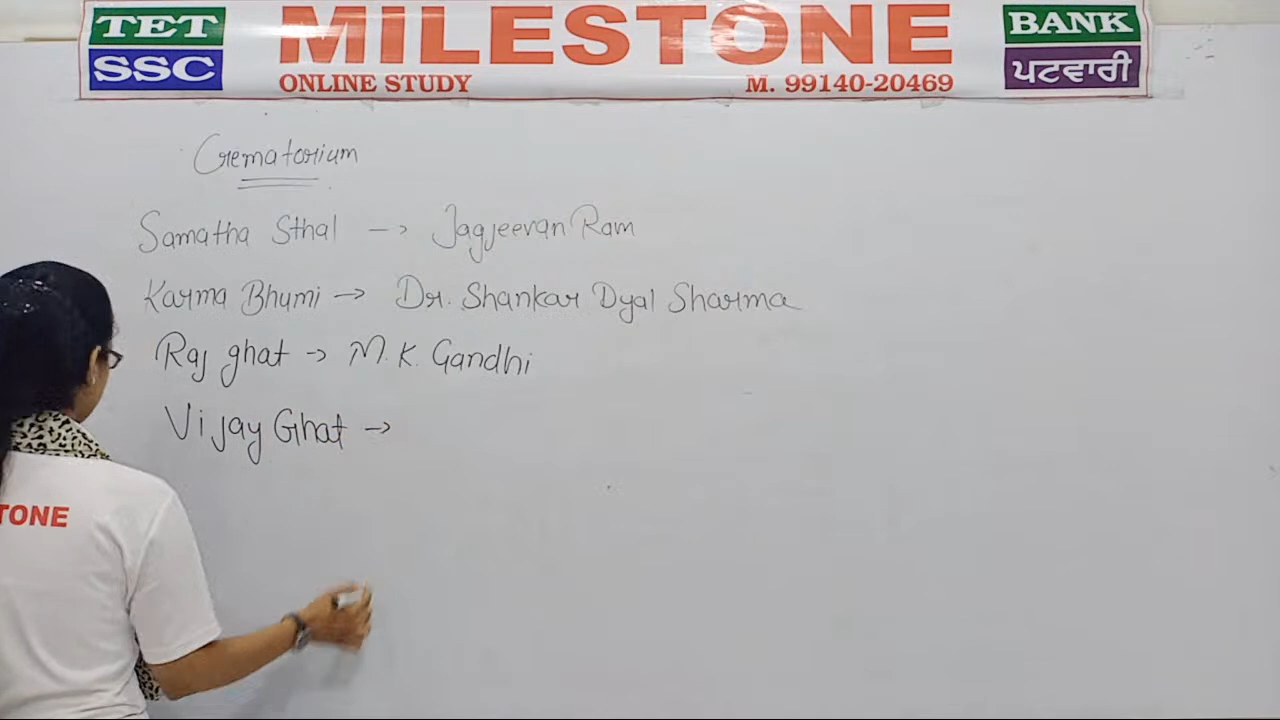 TET
SSC
MILESTONE
ONLINE STUDY
M. 99140-20469
BANK
ਪਟਵਾਰੀ
Crematorium
Samatha Sthal -> Jagjeevan Ram
Karma Bhumi -> Dr. Shankar Dyal Sharma
Raj ghat -> M. K. Gandhi
Vijay Ghat ->
TONE